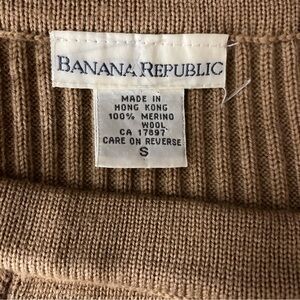 BANANA REPUBLIC
MADE IN
HONG KONG
100% MERINO
WOOL
CA 17897
CARE ON REVERSE
S